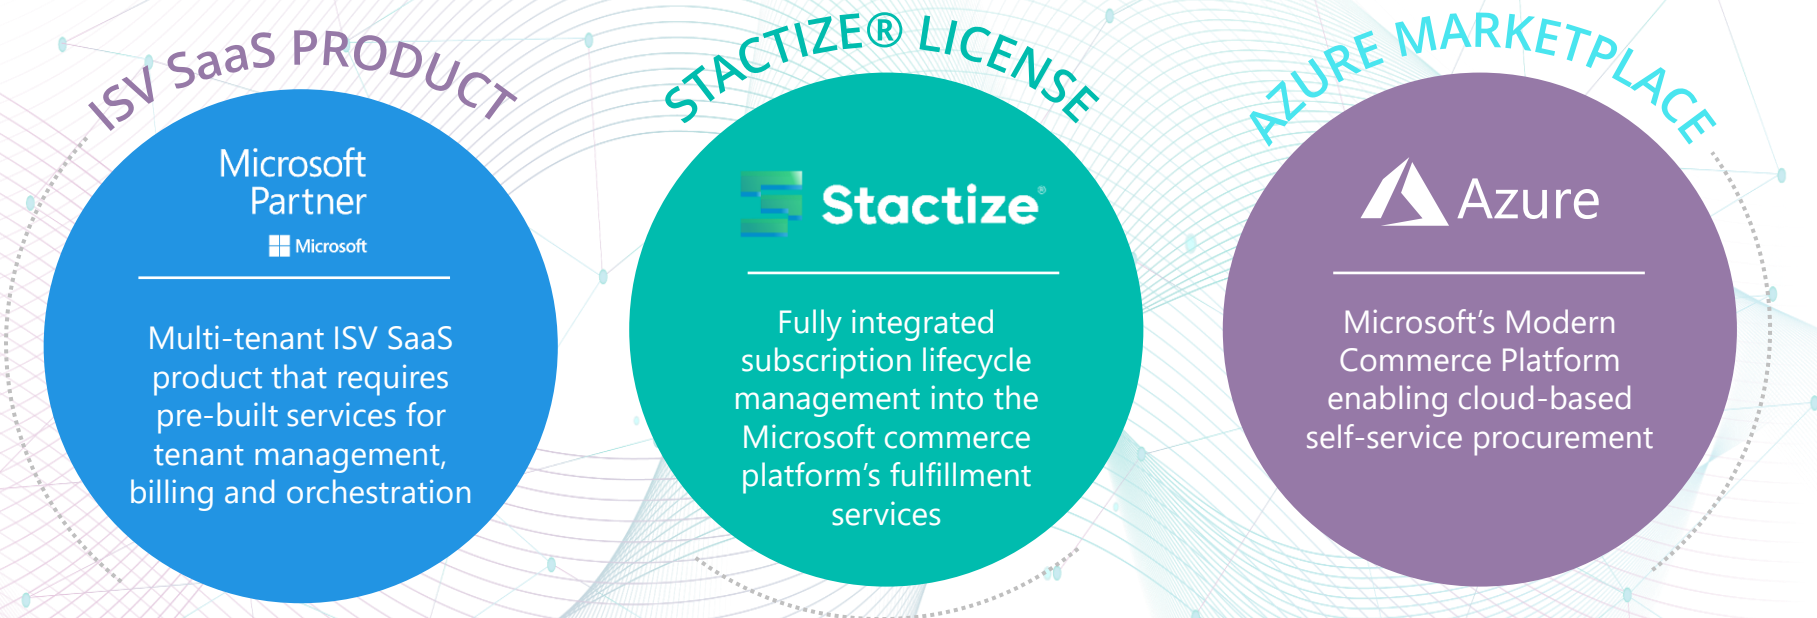 ISV SaaS PRODUCT
Microsoft
Partner
Microsoft
Multi-tenant ISV SaaS
product that requires
pre-built services for
tenant management,
billing and orchestration
STACTIZE® LICENSE
Stactize®
Fully integrated
subscription lifecycle
management into the
Microsoft commerce
platform’s fulfillment
services
AZURE MARKETPLACE
Azure
Microsoft’s Modern
Commerce Platform
enabling cloud-based
self-service procurement